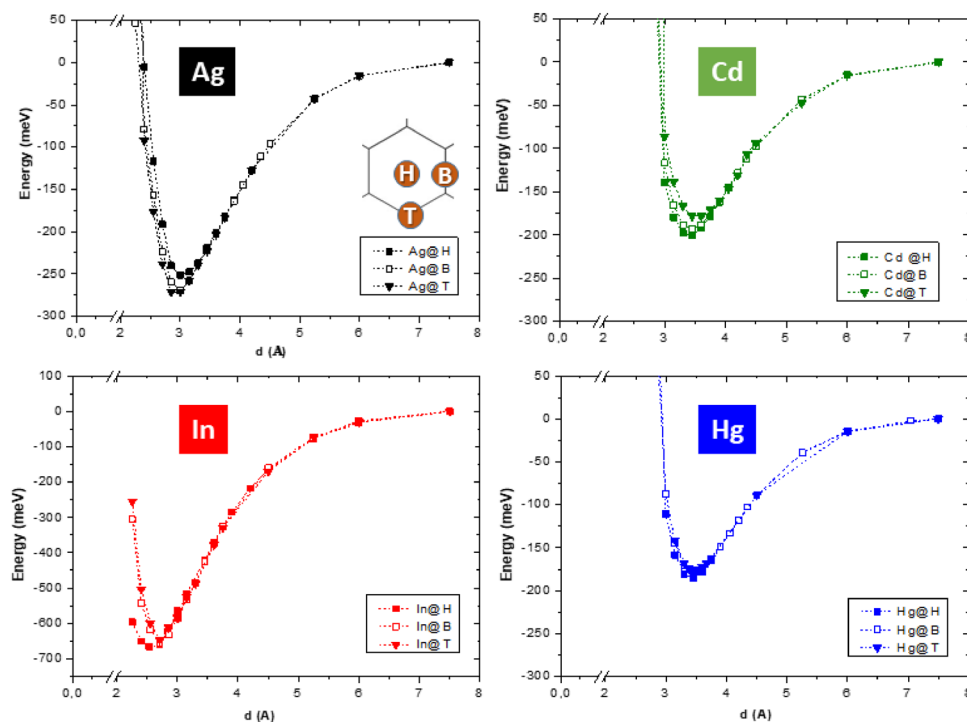 50
0
-50
-100
-150
-200
-250
-300
Energy (meV)
Ag
H
B
T
Ag@H
Ag@B
Ag@T
0,0 2 3 4 5 6 7 8
d (Å)
50
0
-50
-100
-150
-200
-250
-300
Energy (meV)
Cd
Cd @H
Cd@B
Cd@T
0,0 2 3 4 5 6 7 8
100
0
-100
-200
-300
-400
-500
-600
-700
Energy (meV)
In
In@H
In@B
In@T
0,0 2 3 4 5 6 7 8
d (A)
50
0
-50
-100
-150
-200
-250
-300
Energy (meV)
Hg
Hg@H
Hg@B
Hg@T
0,0 2 3 4 5 6 7 8
d (A)